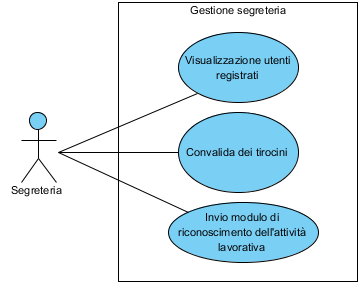 Gestione segreteria
Visualizzazione utenti
registrati
Convalida dei tirocini
Segreteria
Invio modulo di
riconoscimento dell'attività
lavorativa